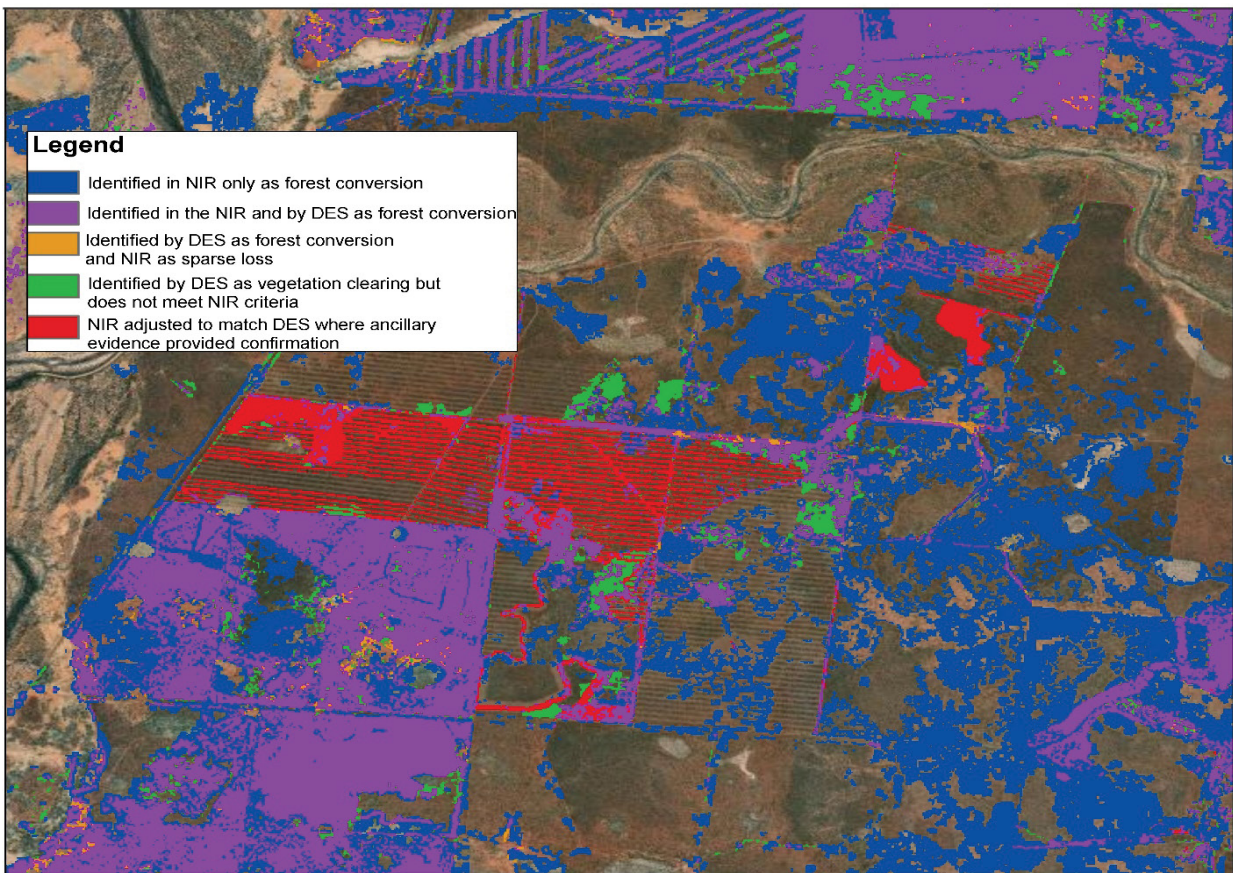 Legend
Identified in NIR only as forest conversion
Identified in the NIR and by DES as forest conversion
Identified by DES as forest conversion
and NIR as sparse loss
Identified by DES as vegetation clearing but
does not meet NIR criteria
NIR adjusted to match DES where ancillary
evidence provided confirmation